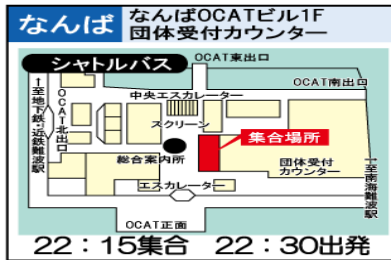 なんば
なんばOCATビル1F
団体受付カウンター
シャトルバス
OCAT東出口
OCAT南出口
中央エスカレーター
↑至地下鉄・近鉄難波駅
OCAT北出口
スクリーン
集合場所
総合案内所
団体受付
カウンター
エスカレーター
↑至南海難波駅
OCAT正面
22：15集合　22：30出発